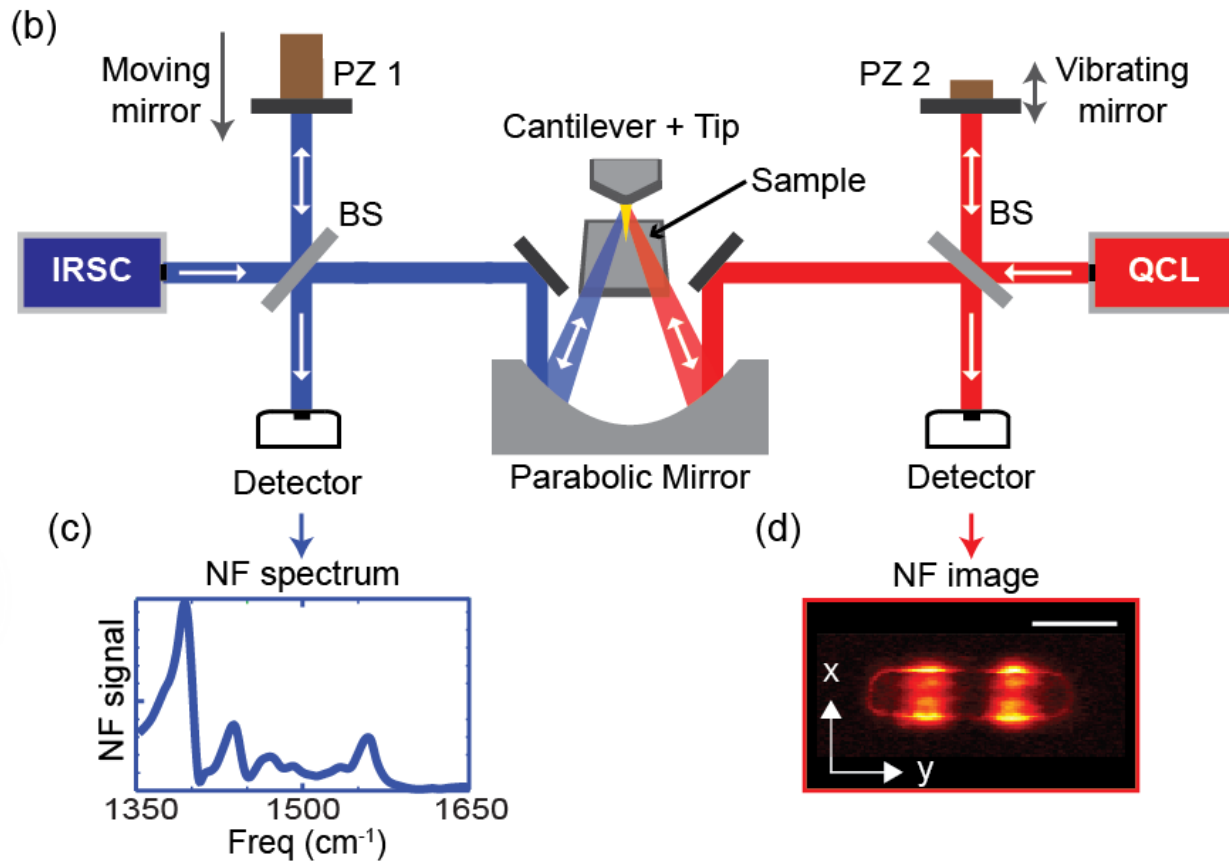 (b)
Moving
mirror
PZ 1
Cantilever + Tip
Sample
PZ 2
Vibrating
mirror
BS
BS
IRSC
QCL
Detector
Parabolic Mirror
Detector
(c)
NF spectrum
NF signal
1350 1500 1650
Freq (cm⁻¹)
(d)
NF image
x
y